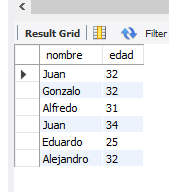 Result Grid Filter
nombre edad
Juan 32
Gonzalo 32
Alfredo 31
Juan 34
Eduardo 25
Alejandro 32